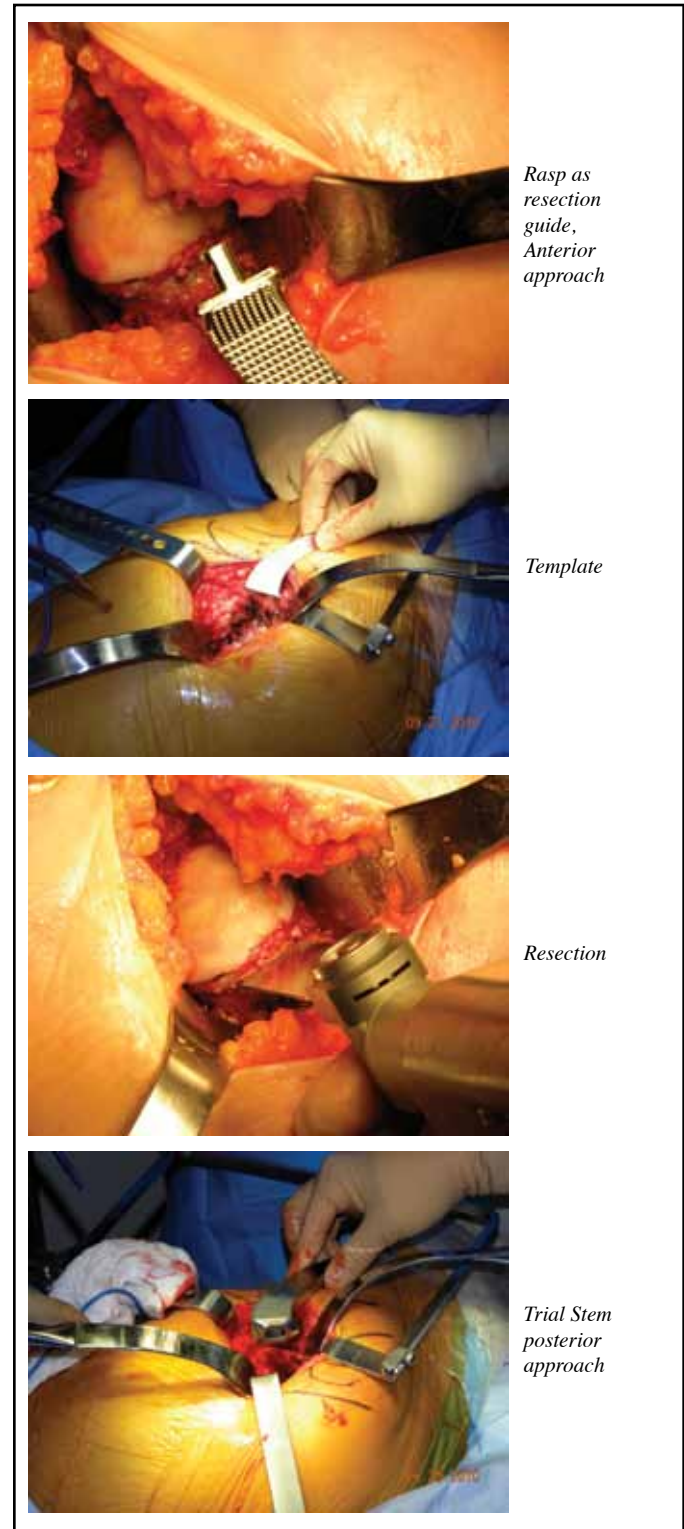 Rasp as
resection
guide,
Anterior
approach
Template
Resection
Trial Stem
posterior
approach